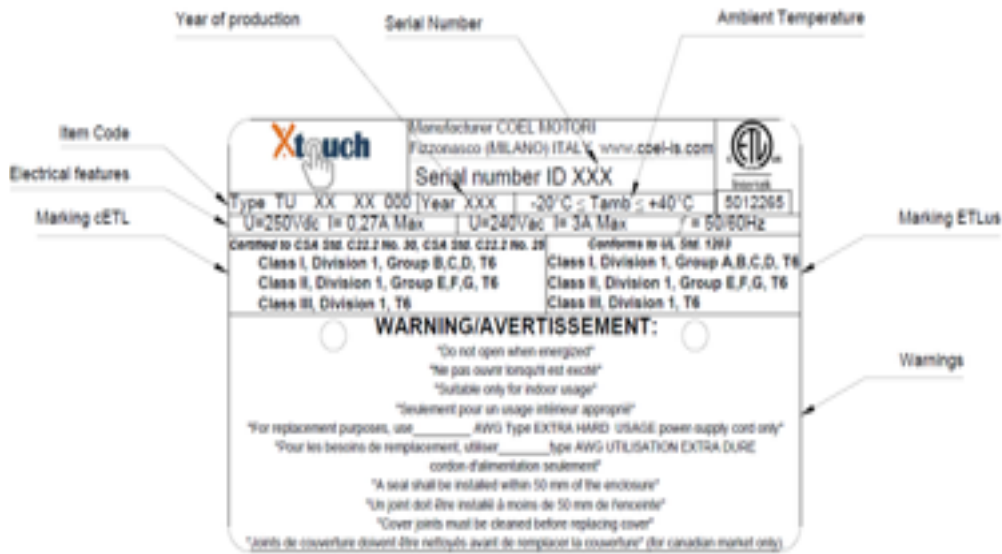 Year of production
Serial Number
Ambient Temperature
Item Code
Electrical features
Marking cETL
Marking ETLus
Warnings
Xtouch
Manufacturer COEL MOTORI
Fizzonasco (MILANO) ITALY www.coel-is.com
Serial number ID XXX
ETL
Intertek
5012265
Type TU XX XX 000 Year XXX -20°C ≤ Tamb ≤ +40°C
U=250Vdc I= 0,27A Max U=240Vac I= 3A Max f = 50/60Hz
Certified to CSA Std. C22.2 No. 30, CSA Std. C22.2 No. 25
Class I, Division 1, Group B,C,D, T6
Class II, Division 1, Group E,F,G, T6
Class III, Division 1, T6
Conforms to UL Std. 1203
Class I, Division 1, Group A,B,C,D, T6
Class II, Division 1, Group E,F,G, T6
Class III, Division 1, T6
WARNING/AVERTISSEMENT:
"Do not open when energized"
"Ne pas ouvrir lorsqu'il est excité"
"Suitable only for indoor usage"
"Seulement pour un usage intérieur approprié"
"For replacement purposes, use________ AWG Type EXTRA HARD USAGE power-supply cord only"
"Pour les besoins de remplacement, utiliser_______type AWG UTILISATION EXTRA DURE
cordon d'alimentation seulement"
"A seal shall be installed within 50 mm of the enclosure"
"Un joint doit être installé à moins de 50 mm de l'enceinte"
"Cover joints must be cleaned before replacing cover"
"Joints de couverture doivent être nettoyés avant de remplacer la couverture" (for canadian market only)